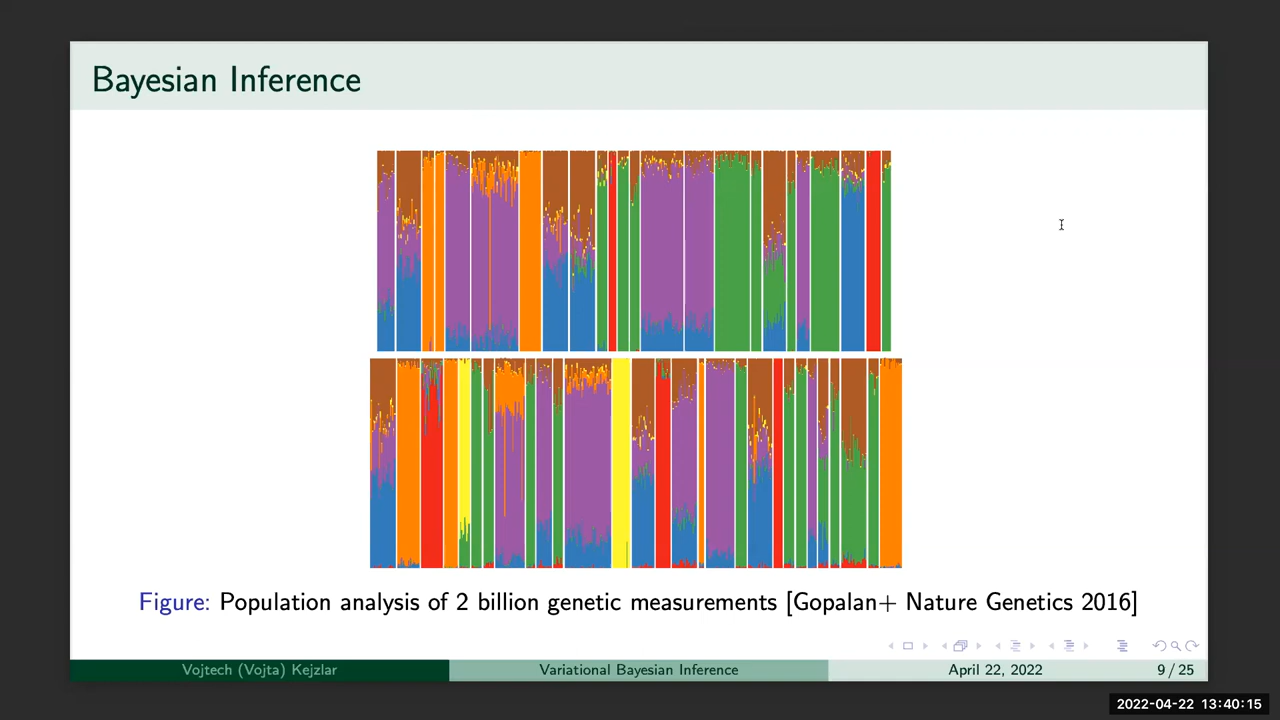 Bayesian Inference
Figure: Population analysis of 2 billion genetic measurements [Gopalan+ Nature Genetics 2016]
Vojtech (Vojta) Kejzlar
Variational Bayesian Inference
April 22, 2022
9 / 25
2022-04-22 13:40:15